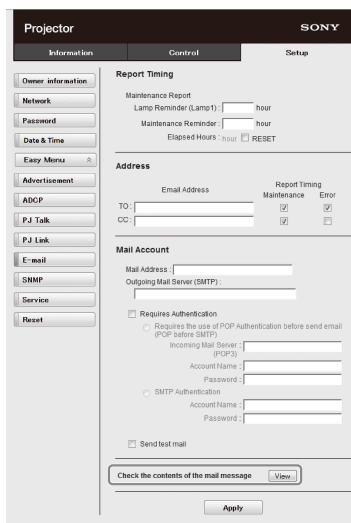 Projector
SONY
Information
Control
Setup
Owner information
Network
Password
Date & Time
Easy Menu
Advertisement
ADCP
PJ Talk
PJ Link
E-mail
SNMP
Service
Reset
Report Timing
Maintenance Report
Lamp Reminder (Lamp1) : hour
Maintenance Reminder : hour
Elapsed Hours : hour RESET
Address
Email Address
Report Timing
Maintenance Error
TO :
CC :
Mail Account
Mail Address :
Outgoing Mail Server (SMTP) :
Requires Authentication
Requires the use of POP Authentication before send email
(POP before SMTP)
Incoming Mail Server :
(POP3)
Account Name :
Password :
SMTP Authentication
Account Name :
Password :
Send test mail
Check the contents of the mail message View
Apply